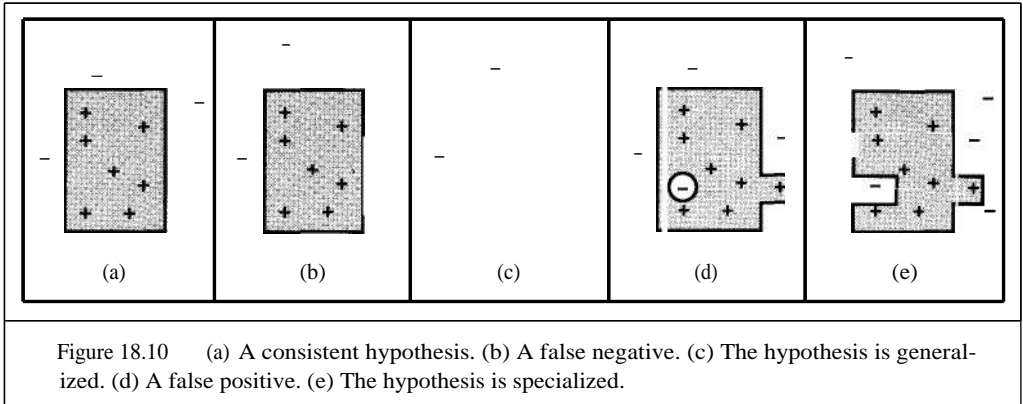 (a) (b) (c) (d) (e)
Figure 18.10 (a) A consistent hypothesis. (b) A false negative. (c) The hypothesis is general-
ized. (d) A false positive. (e) The hypothesis is specialized.